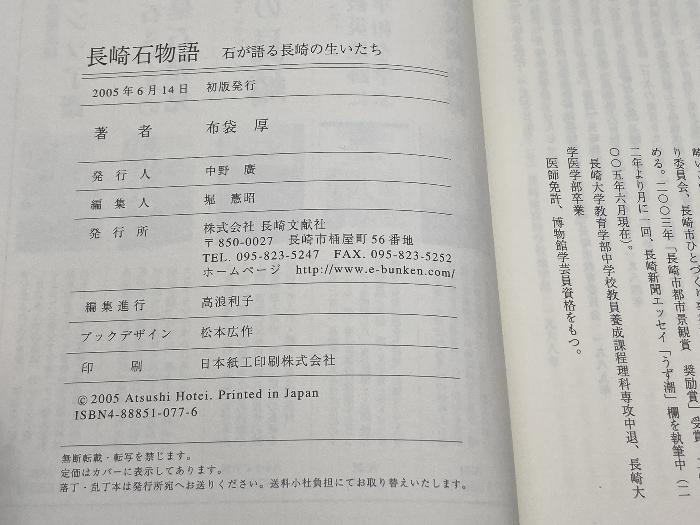 長崎石物語 石が語る長崎の生いたち
2005年6月14日 初版発行
著 者 布袋 厚
発行人 中野 廣
編集人 堀 憲昭
発行所 株式会社 長崎文献社
〒850-0027 長崎市桶屋町56番地
TEL. 095-823-5247 FAX. 095-823-5252
ホームページ http://www.e-bunken.com/
編集進行 高浪利子
ブックデザイン 松本広作
印 刷 日本紙工印刷株式会社
©2005 Atsushi Hotei. Printed in Japan
ISBN4-88851-077-6
無断転載・転写を禁じます。
定価はカバーに表示してあります。
落丁・乱丁本は発行所宛へお送りください。送料小社負担にてお取り替えいたします。
り委員会、長崎市ひとづくり
める。二〇〇三年「長崎市都市景観賞 奨励賞」受賞
二年より月に一回、長崎新聞エッセイ「うず潮」欄を執筆中（二
〇〇五年六月現在）。
長崎大学教育学部中学校教員養成課程理科専攻中退、長崎大
学医学部卒業
医師免許、博物館学芸員資格をもつ。